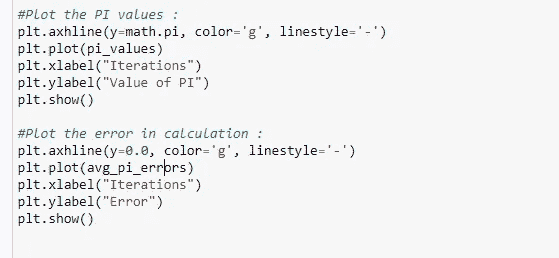 #Plot the PI values :
plt.axhline(y=math.pi, color='g', linestyle='-')
plt.plot(pi_values)
plt.xlabel("Iterations")
plt.ylabel("Value of PI")
plt.show()
#Plot the error in calculation :
plt.axhline(y=0.0, color='g', linestyle='-')
plt.plot(avg_pi_errors)
plt.xlabel("Iterations")
plt.ylabel("Error")
plt.show()